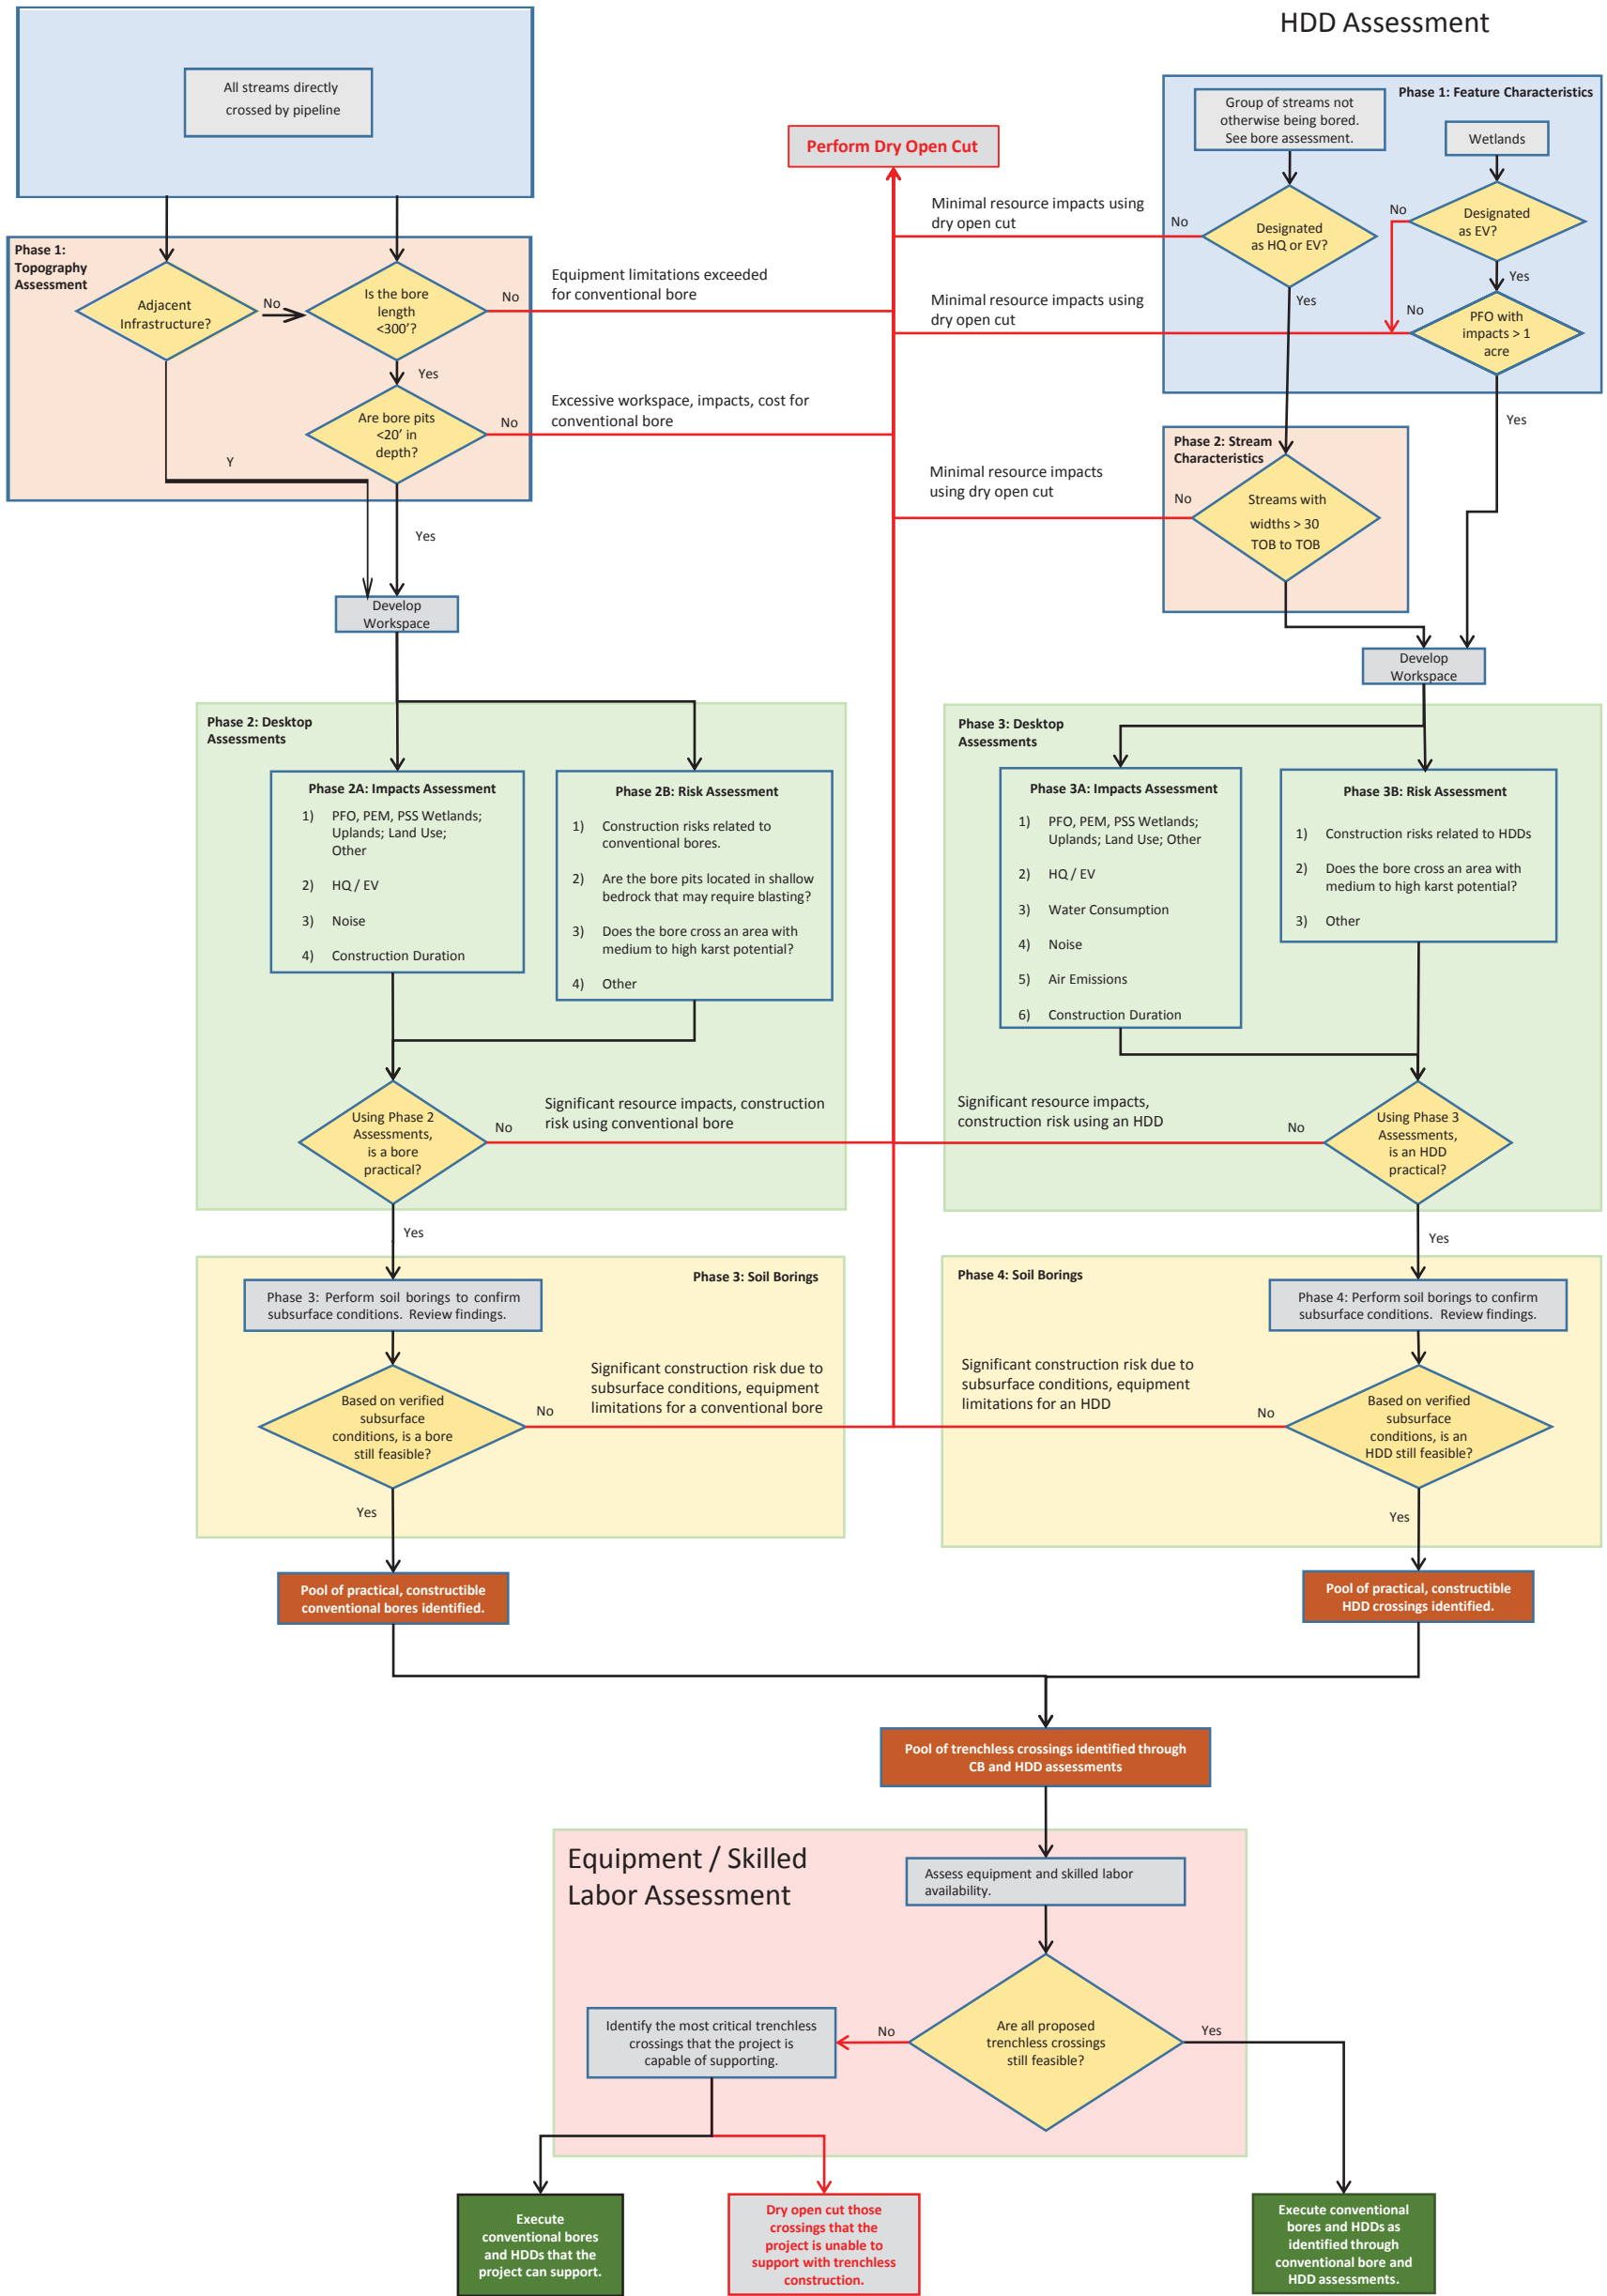 HDD Assessment
All streams directly
crossed by pipeline
Perform Dry Open Cut
Phase 1: Feature Characteristics
Group of streams not
otherwise being bored.
See bore assessment.
Wetlands
Minimal resource impacts using
dry open cut
No
Designated
as HQ or EV?
No
Designated
as EV?
Yes
Yes
Phase 1:
Topography
Assessment
Adjacent
Infrastructure?
No
Is the bore
length
<300'?
No
Equipment limitations exceeded
for conventional bore
Minimal resource impacts using
dry open cut
No
PFO with
impacts > 1
acre
Yes
Yes
Are bore pits
<20' in
depth?
No
Excessive workspace, impacts, cost for
conventional bore
Y
Yes
Phase 2: Stream
Characteristics
Minimal resource impacts
using dry open cut
No
Streams with
widths > 30
TOB to TOB
Develop
Workspace
Develop
Workspace
Phase 2: Desktop
Assessments
Phase 2A: Impacts Assessment
1) PFO, PEM, PSS Wetlands;
Uplands; Land Use;
Other
2) HQ / EV
3) Noise
4) Construction Duration
Phase 2B: Risk Assessment
1) Construction risks related to
conventional bores.
2) Are the bore pits located in shallow
bedrock that may require blasting?
3) Does the bore cross an area with
medium to high karst potential?
4) Other
Phase 3: Desktop
Assessments
Phase 3A: Impacts Assessment
1) PFO, PEM, PSS Wetlands;
Uplands; Land Use; Other
2) HQ / EV
3) Water Consumption
4) Noise
5) Air Emissions
6) Construction Duration
Phase 3B: Risk Assessment
1) Construction risks related to HDDs
2) Does the bore cross an area with
medium to high karst potential?
3) Other
Using Phase 2
Assessments,
is a bore
practical?
No
Significant resource impacts, construction
risk using conventional bore
Significant resource impacts,
construction risk using an HDD
No
Using Phase 3
Assessments,
is an HDD
practical?
Yes
Yes
Phase 3: Soil Borings
Phase 3: Perform soil borings to confirm
subsurface conditions. Review findings.
Based on verified
subsurface
conditions, is a bore
still feasible?
No
Significant construction risk due to
subsurface conditions, equipment
limitations for a conventional bore
Yes
Phase 4: Soil Borings
Phase 4: Perform soil borings to confirm
subsurface conditions. Review findings.
Significant construction risk due to
subsurface conditions, equipment
limitations for an HDD
No
Based on verified
subsurface
conditions, is an
HDD still feasible?
Yes
Pool of practical, constructible
conventional bores identified.
Pool of practical, constructible
HDD crossings identified.
Pool of trenchless crossings identified through
CB and HDD assessments
Equipment / Skilled
Labor Assessment
Assess equipment and skilled labor
availability.
Identify the most critical trenchless
crossings that the project is
capable of supporting.
No
Are all proposed
trenchless crossings
still feasible?
Yes
Execute
conventional bores
and HDDs that the
project can support.
Dry open cut those
crossings that the
project is unable to
support with trenchless
construction.
Execute conventional
bores and HDDs as
identified through
conventional bore and
HDD assessments.